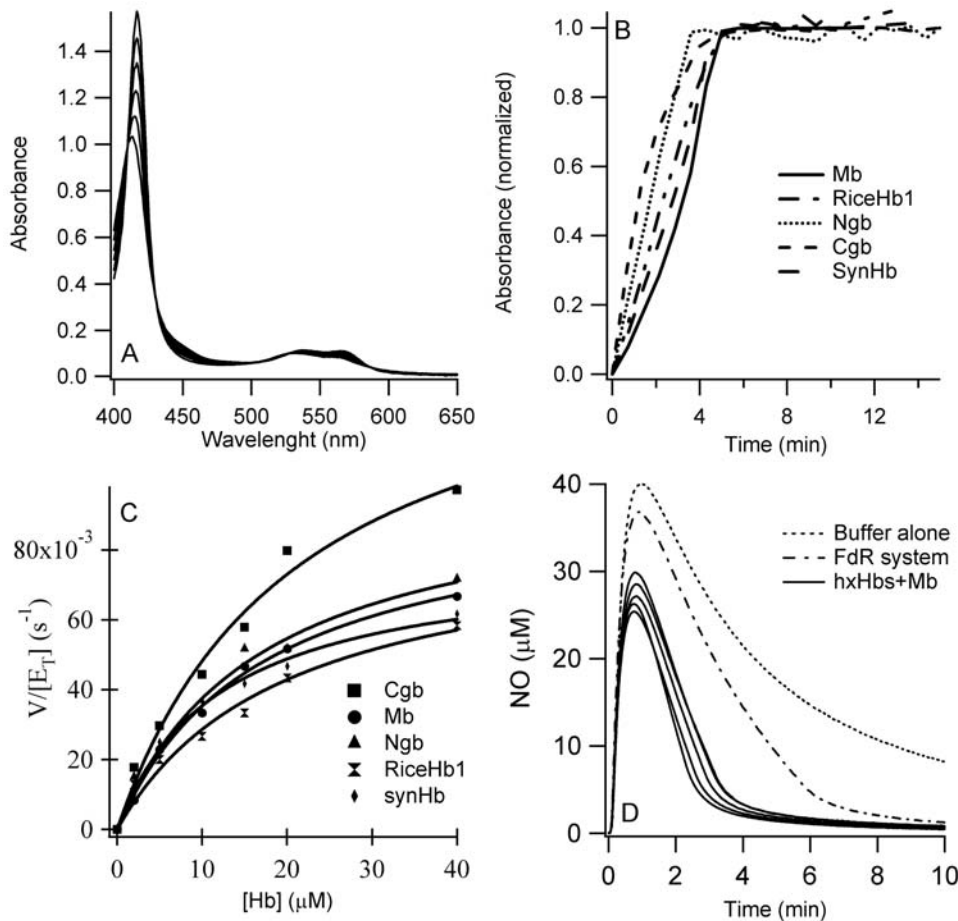 1.4
1.2
1.0
0.8
0.6
0.4
0.2
0.0
Absorbance
A
400 450 500 550 600 650
Wavelenght (nm)
1.0
0.8
0.6
0.4
0.2
0.0
Absorbance (normalized)
B
Mb
RiceHb1
Ngb
Cgb
SynHb
0 4 8 12
Time (min)
80x10-3
60
40
20
0
V/[ET] (s-1)
C
Cgb
Mb
Ngb
RiceHb1
synHb
0 10 20 30 40
[Hb] (μM)
40
30
20
10
0
NO (μM)
Buffer alone
FdR system
hxHbs+Mb
D
0 2 4 6 8 10
Time (min)